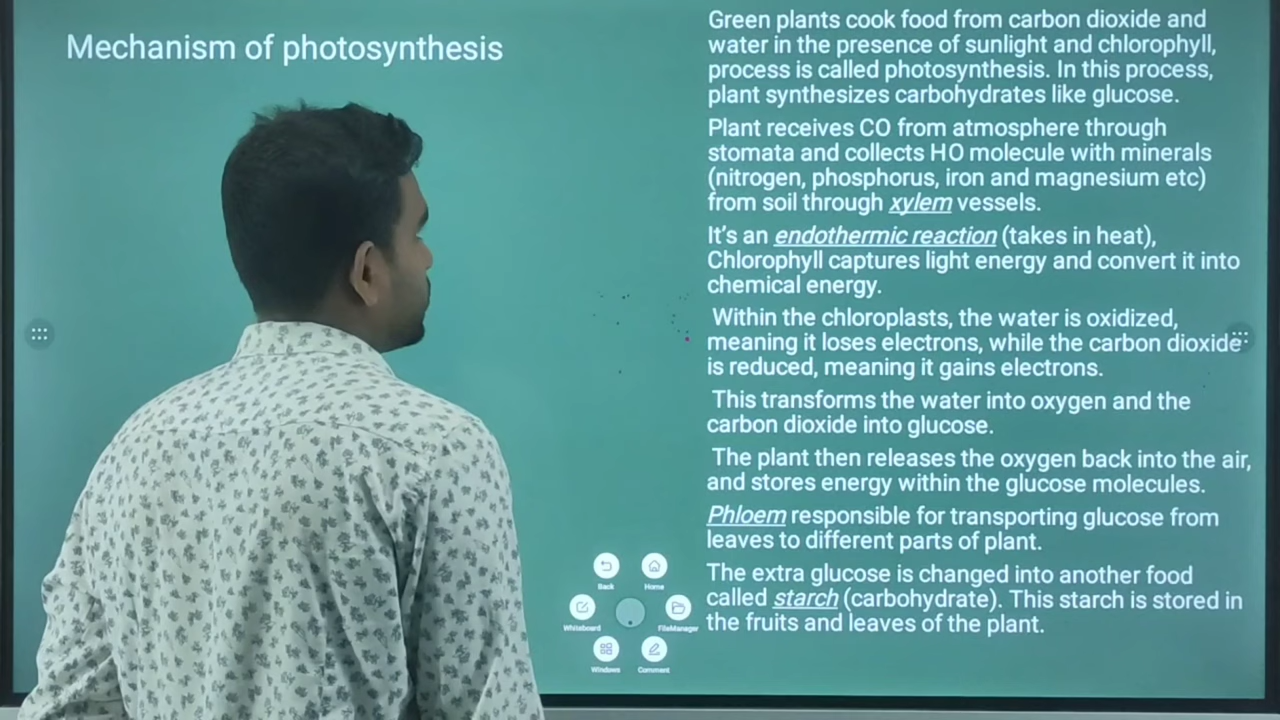 Mechanism of photosynthesis
Green plants cook food from carbon dioxide and
water in the presence of sunlight and chlorophyll,
process is called photosynthesis. In this process,
plant synthesizes carbohydrates like glucose.
Plant receives CO from atmosphere through
stomata and collects HO molecule with minerals
(nitrogen, phosphorus, iron and magnesium etc)
from soil through xylem vessels.
It's an endothermic reaction (takes in heat),
Chlorophyll captures light energy and convert it into
chemical energy.
Within the chloroplasts, the water is oxidized,
meaning it loses electrons, while the carbon dioxide
is reduced, meaning it gains electrons.
This transforms the water into oxygen and the
carbon dioxide into glucose.
The plant then releases the oxygen back into the air,
and stores energy within the glucose molecules.
Phloem responsible for transporting glucose from
leaves to different parts of plant.
The extra glucose is changed into another food
called starch (carbohydrate). This starch is stored in
the fruits and leaves of the plant.
Back Home
Whiteboard FileManager
Windows Comment